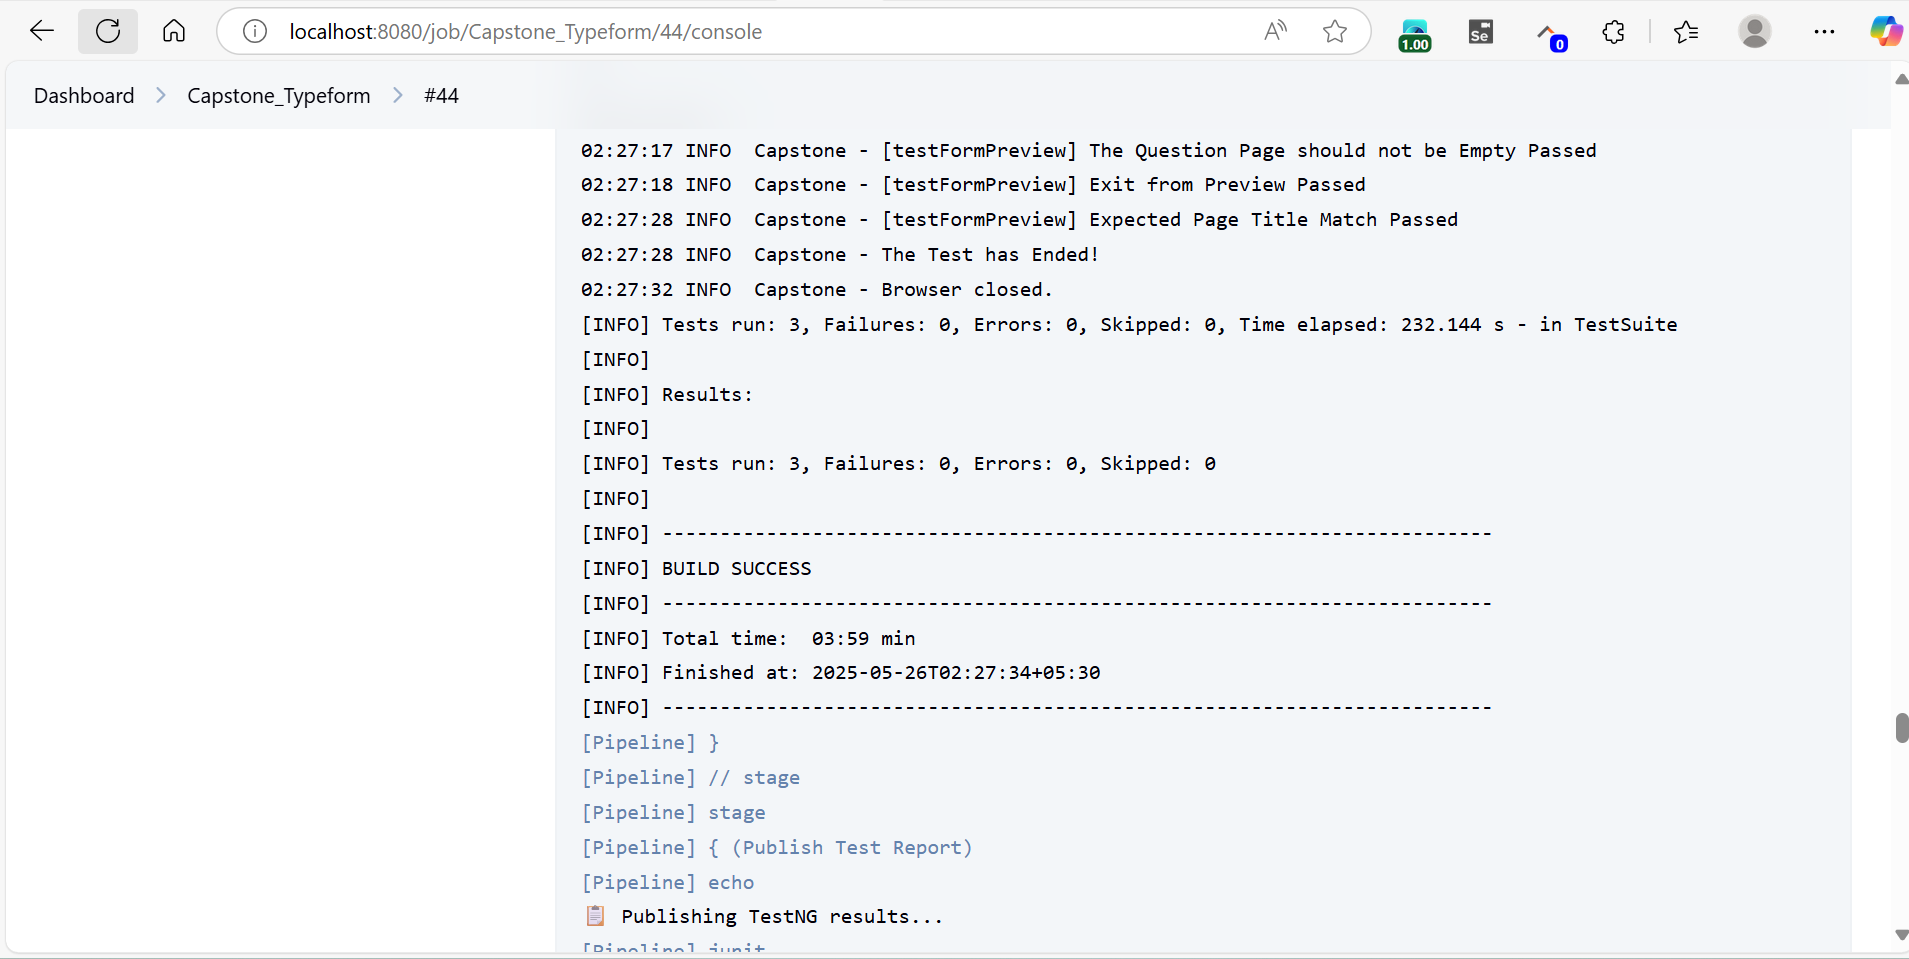 localhost:8080/job/Capstone_Typeform/44/console
1.00
Se
0
Dashboard > Capstone_Typeform > #44
02:27:17 INFO  Capstone - [testFormPreview] The Question Page should not be Empty Passed
02:27:18 INFO  Capstone - [testFormPreview] Exit from Preview Passed
02:27:28 INFO  Capstone - [testFormPreview] Expected Page Title Match Passed
02:27:28 INFO  Capstone - The Test has Ended!
02:27:32 INFO  Capstone - Browser closed.
[INFO] Tests run: 3, Failures: 0, Errors: 0, Skipped: 0, Time elapsed: 232.144 s - in TestSuite
[INFO]
[INFO] Results:
[INFO]
[INFO] Tests run: 3, Failures: 0, Errors: 0, Skipped: 0
[INFO]
[INFO] ------------------------------------------------------------------------
[INFO] BUILD SUCCESS
[INFO] ------------------------------------------------------------------------
[INFO] Total time:  03:59 min
[INFO] Finished at: 2025-05-26T02:27:34+05:30
[INFO] ------------------------------------------------------------------------
[Pipeline] }
[Pipeline] // stage
[Pipeline] stage
[Pipeline] { (Publish Test Report)
[Pipeline] echo
📋 Publishing TestNG results...
[Pipeline] junit